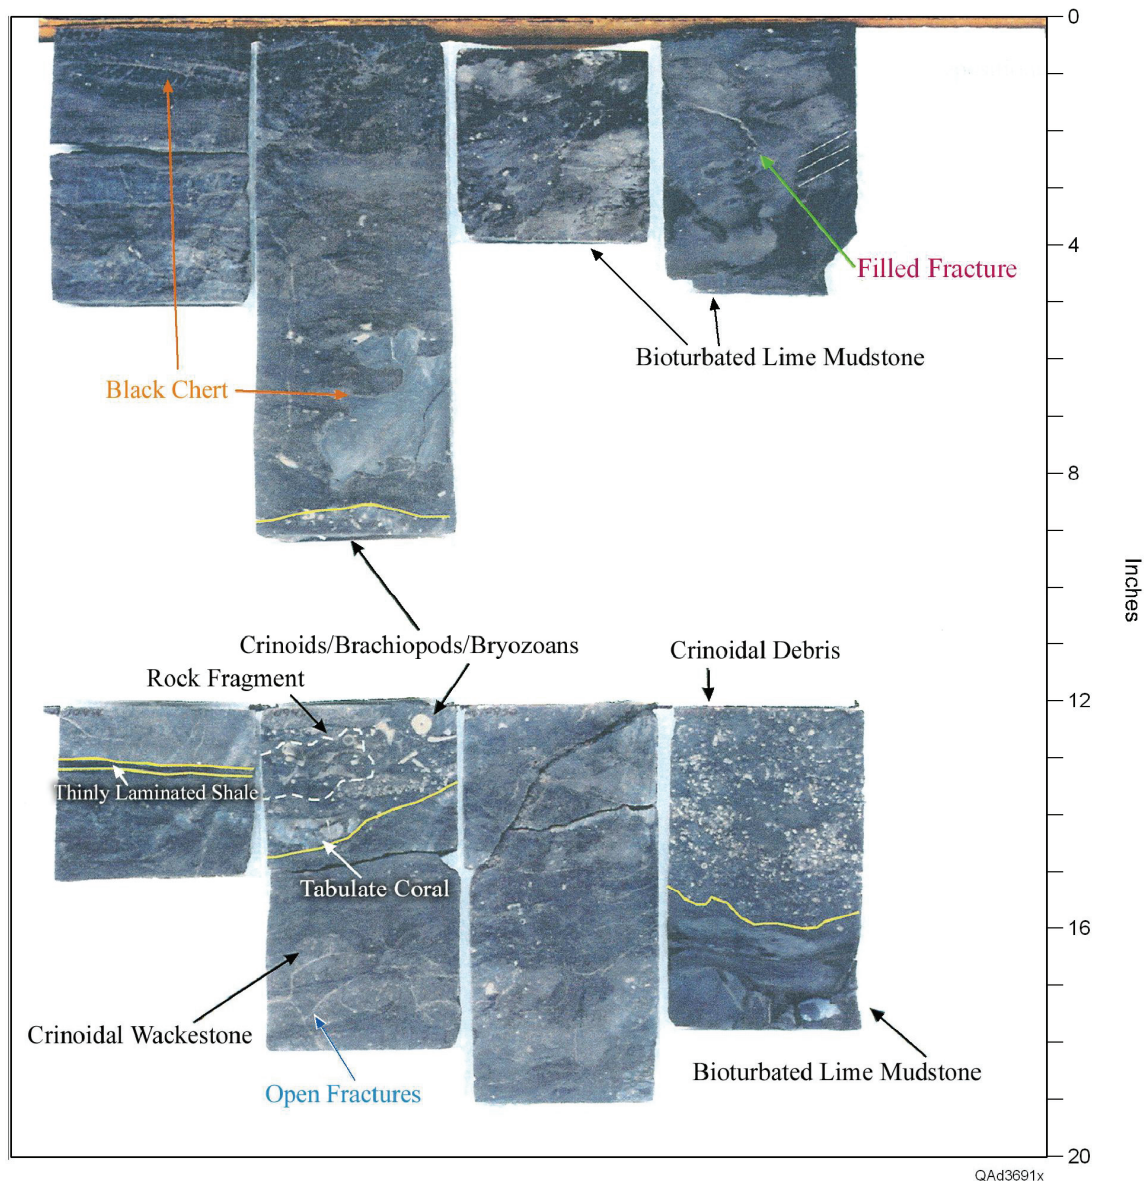 0
4
Filled Fracture
Bioturbated Lime Mudstone
Black Chert
8
Inches
Crinoids/Brachiopods/Bryozoans
Crinoidal Debris
Rock Fragment
12
Thinly Laminated Shale
Tabulate Coral
16
Crinoidal Wackestone
Bioturbated Lime Mudstone
Open Fractures
20
QAd3691x